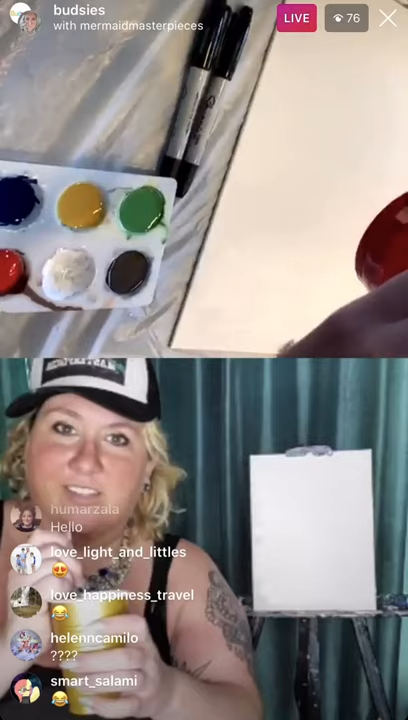 budsies
with mermaidmasterpieces
LIVE
76
humarzala
Hello
love_light_and_littles
😍
love_happiness_travel
😂
helenncamilo
????
smart_salami
😂